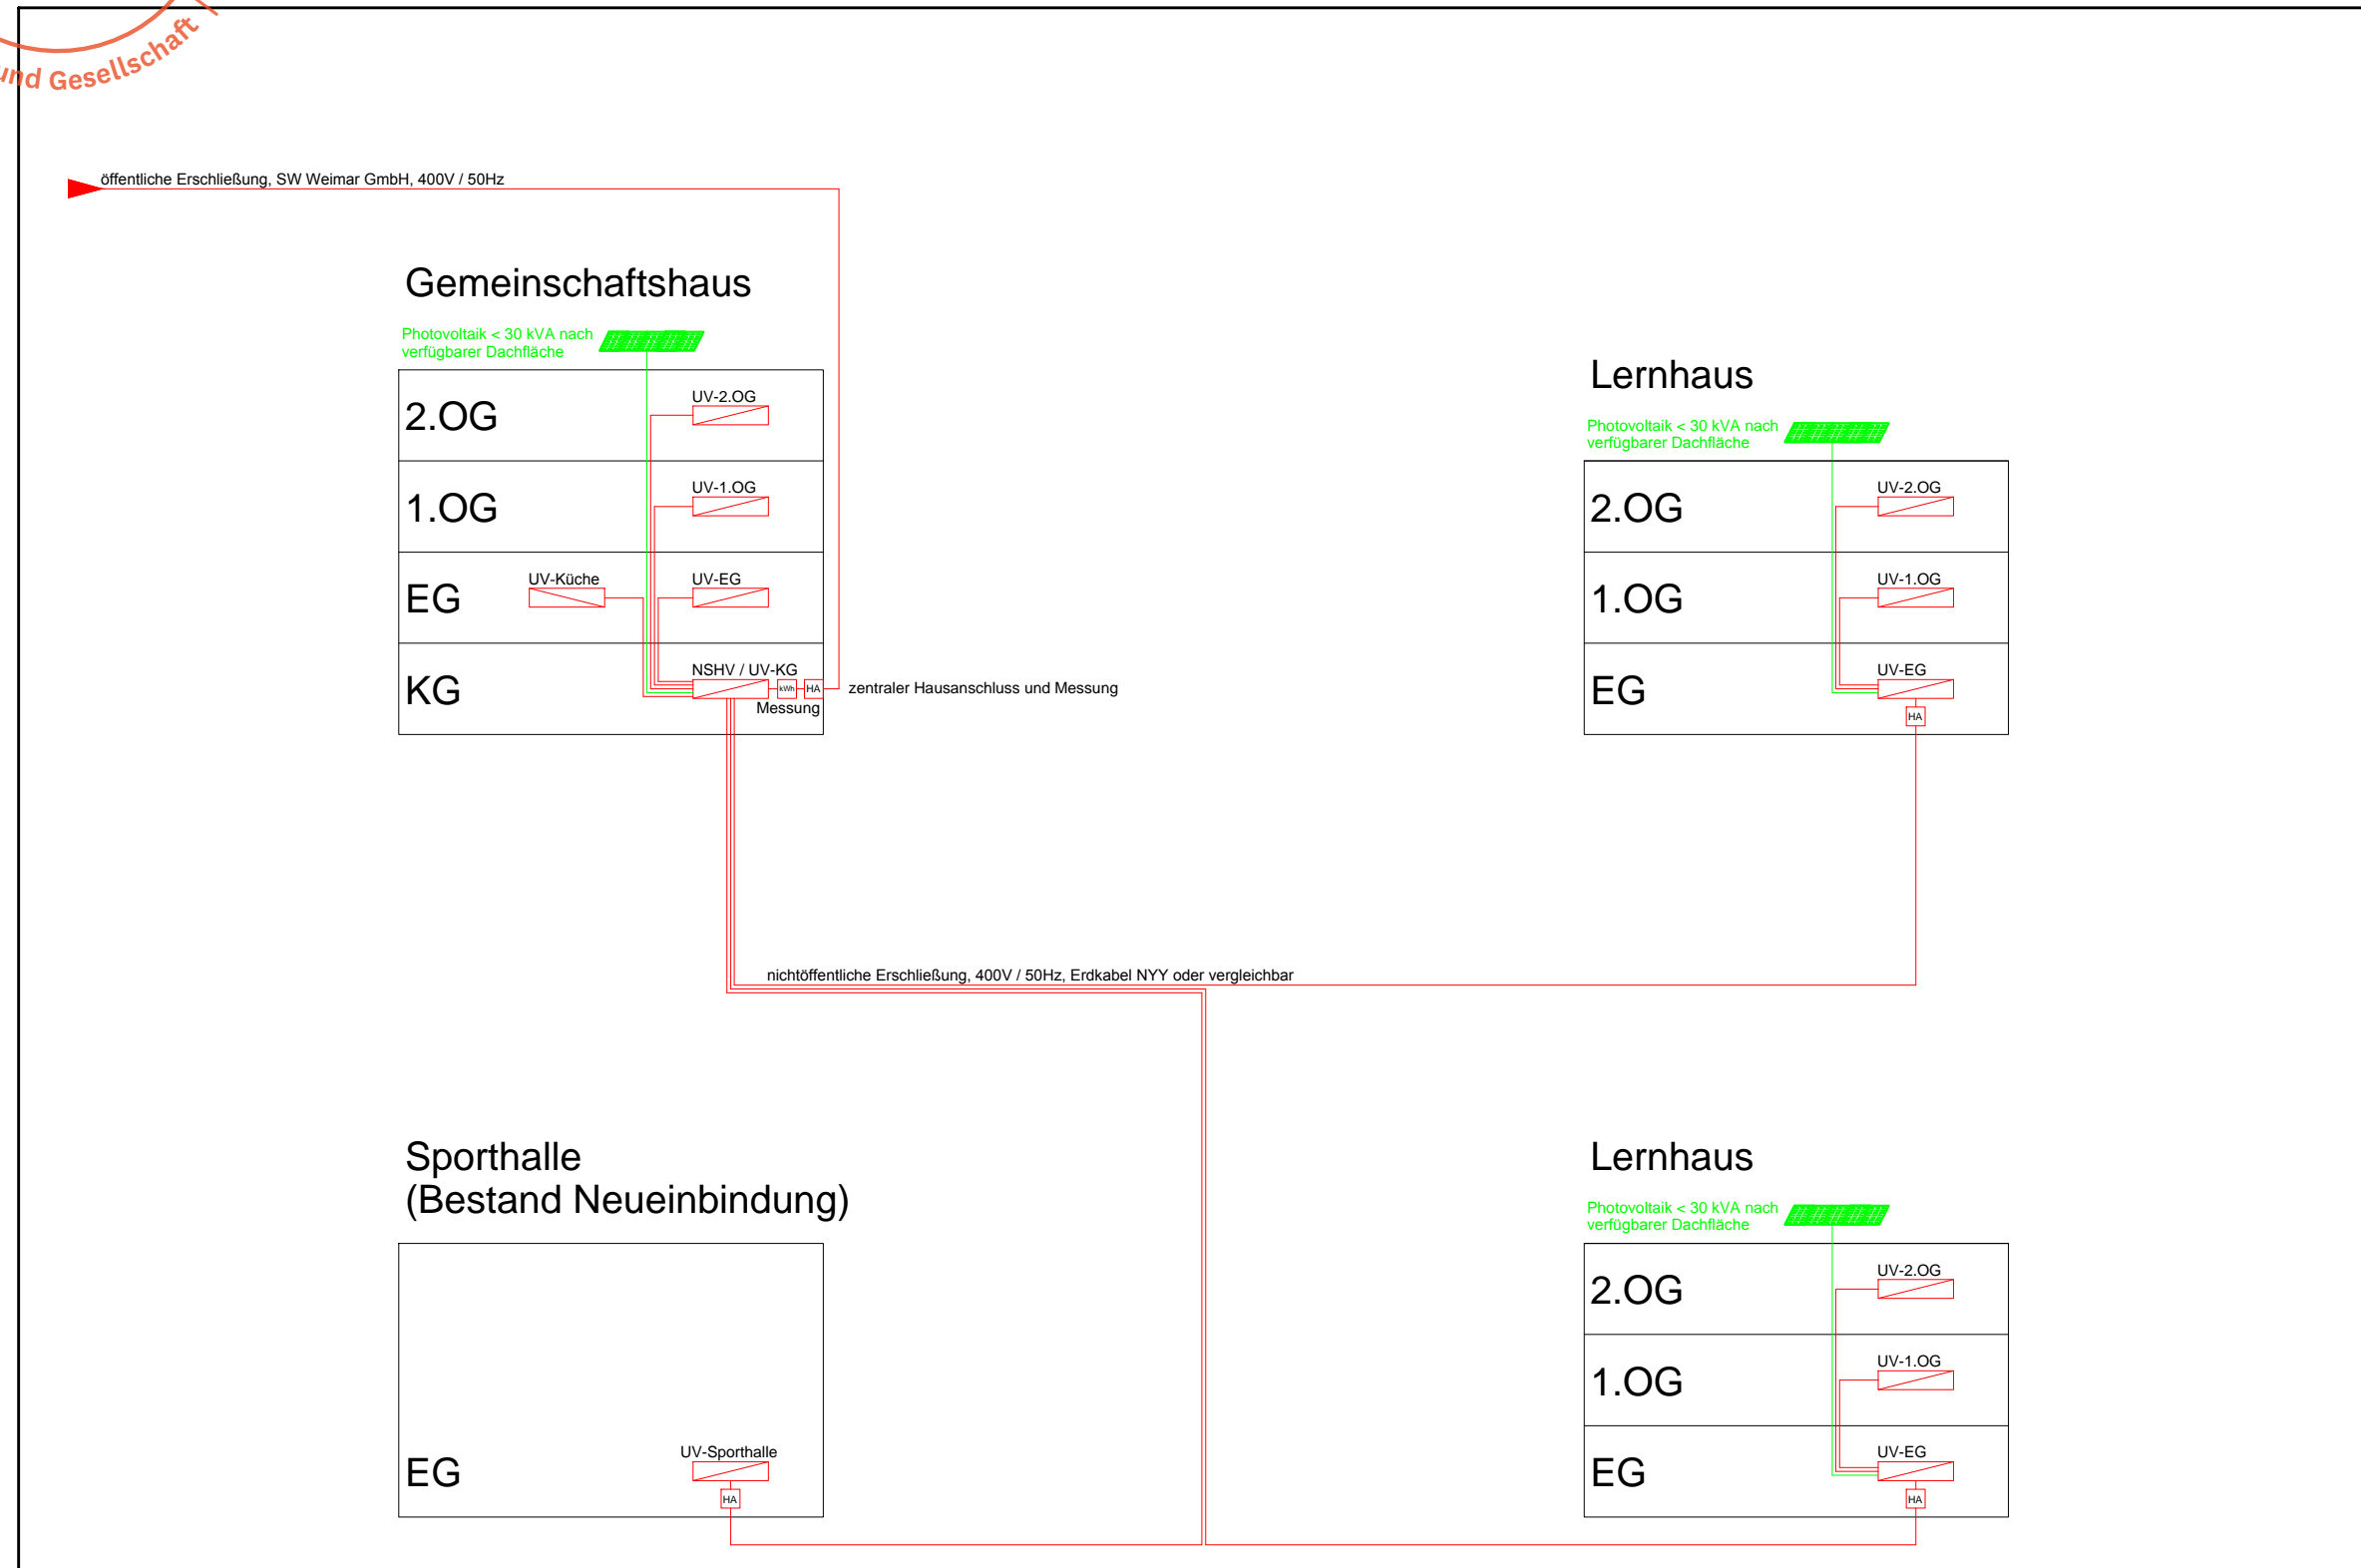 und Gesellschaft
öffentliche Erschließung, SW Weimar GmbH, 400V / 50Hz
Gemeinschaftshaus
Photovoltaik < 30 kVA nach
verfügbarer Dachfläche
2.OG
UV-2.OG
1.OG
UV-1.OG
EG
UV-Küche
UV-EG
KG
NSHV / UV-KG
kWh
HA
Messung
zentraler Hausanschluss und Messung
Lernhaus
Photovoltaik < 30 kVA nach
verfügbarer Dachfläche
2.OG
UV-2.OG
1.OG
UV-1.OG
EG
UV-EG
HA
nichtöffentliche Erschließung, 400V / 50Hz, Erdkabel NYY oder vergleichbar
Sporthalle
(Bestand Neueinbindung)
EG
UV-Sporthalle
HA
Lernhaus
Photovoltaik < 30 kVA nach
verfügbarer Dachfläche
2.OG
UV-2.OG
1.OG
UV-1.OG
EG
UV-EG
HA